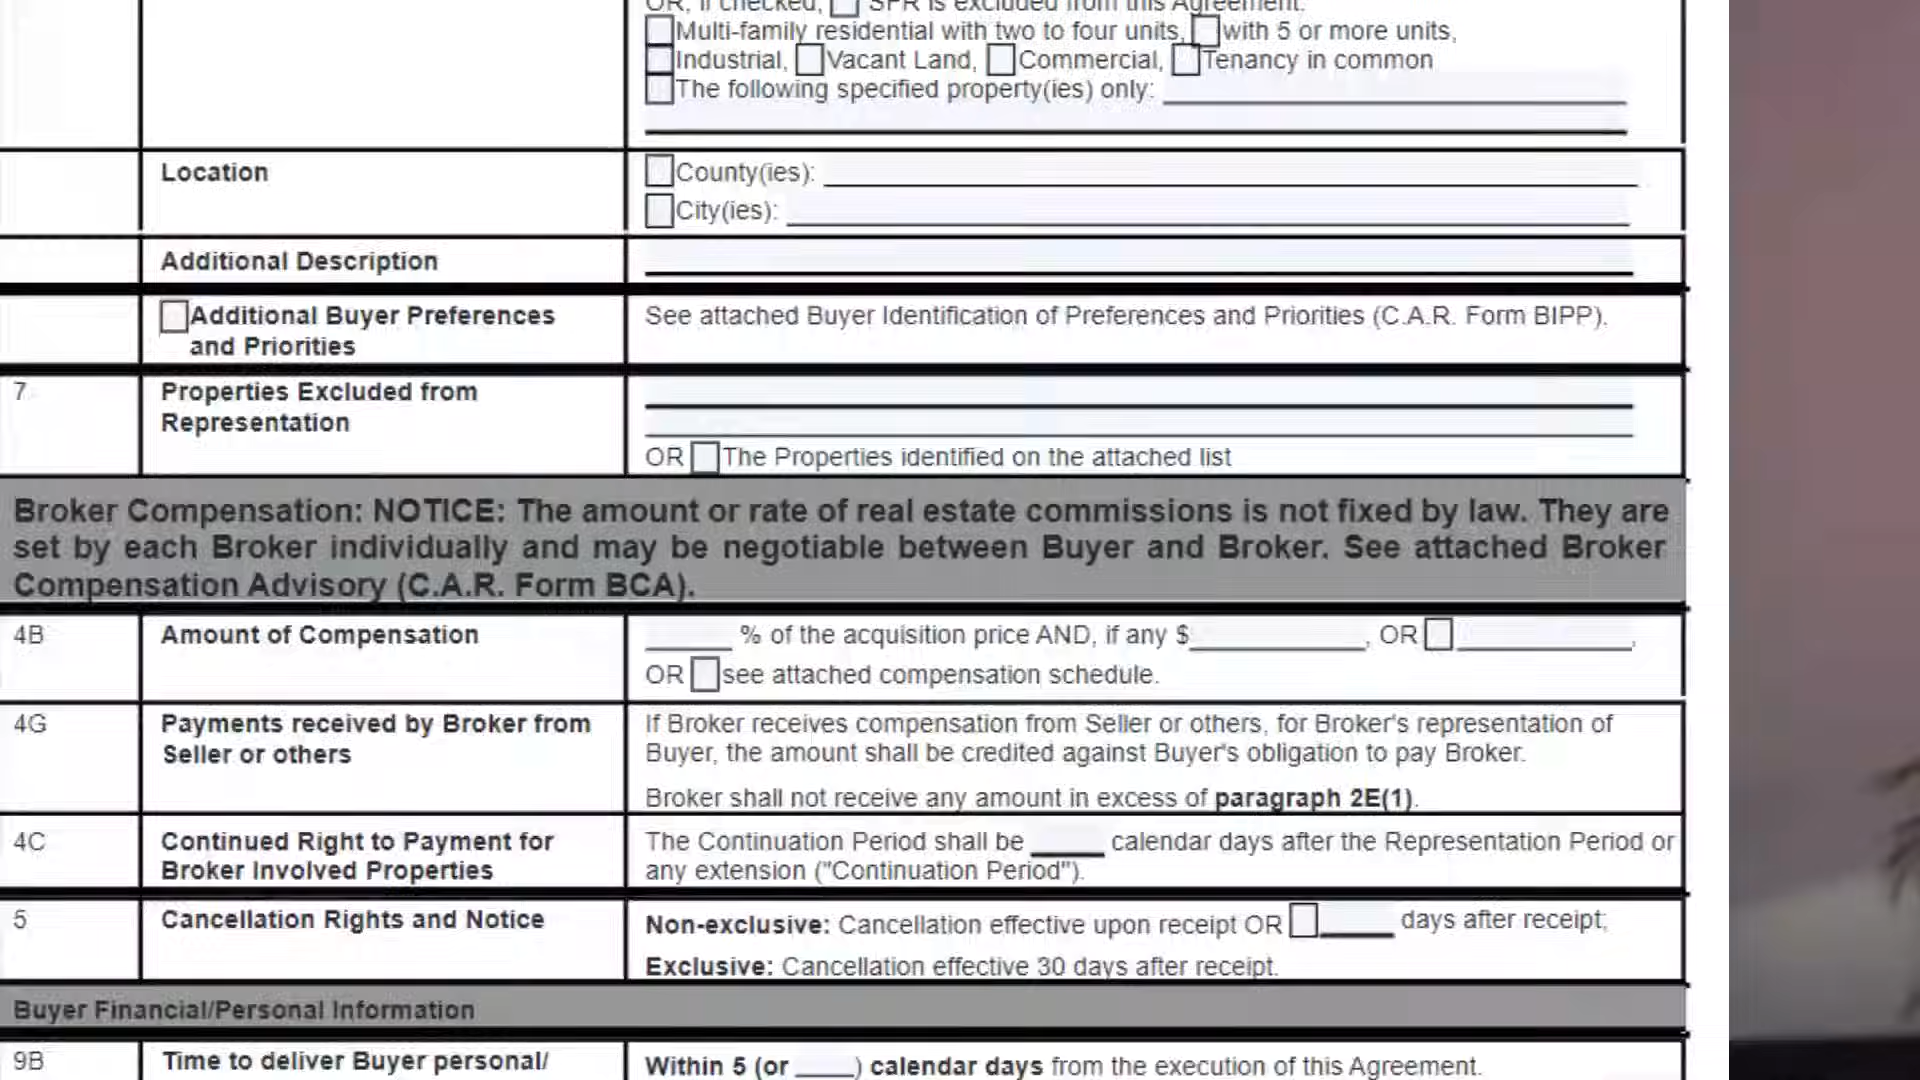 OR, if checked, SFR is excluded from this Agreement.
Multi-family residential with two to four units, with 5 or more units,
Industrial, Vacant Land, Commercial, Tenancy in common
The following specified property(ies) only:
Location
County(ies):
City(ies):
Additional Description
Additional Buyer Preferences
and Priorities
See attached Buyer Identification of Preferences and Priorities (C.A.R. Form BIPP).
7
Properties Excluded from
Representation
OR The Properties identified on the attached list
Broker Compensation: NOTICE: The amount or rate of real estate commissions is not fixed by law. They are
set by each Broker individually and may be negotiable between Buyer and Broker. See attached Broker
Compensation Advisory (C.A.R. Form BCA).
4B
Amount of Compensation
% of the acquisition price AND, if any $, OR ,
OR see attached compensation schedule.
4G
Payments received by Broker from
Seller or others
If Broker receives compensation from Seller or others, for Broker's representation of
Buyer, the amount shall be credited against Buyer's obligation to pay Broker.
Broker shall not receive any amount in excess of paragraph 2E(1).
4C
Continued Right to Payment for
Broker Involved Properties
The Continuation Period shall be calendar days after the Representation Period or
any extension ("Continuation Period").
5
Cancellation Rights and Notice
Non-exclusive: Cancellation effective upon receipt OR days after receipt;
Exclusive: Cancellation effective 30 days after receipt.
Buyer Financial/Personal Information
9B
Time to deliver Buyer personal/
Within 5 (or ) calendar days from the execution of this Agreement.